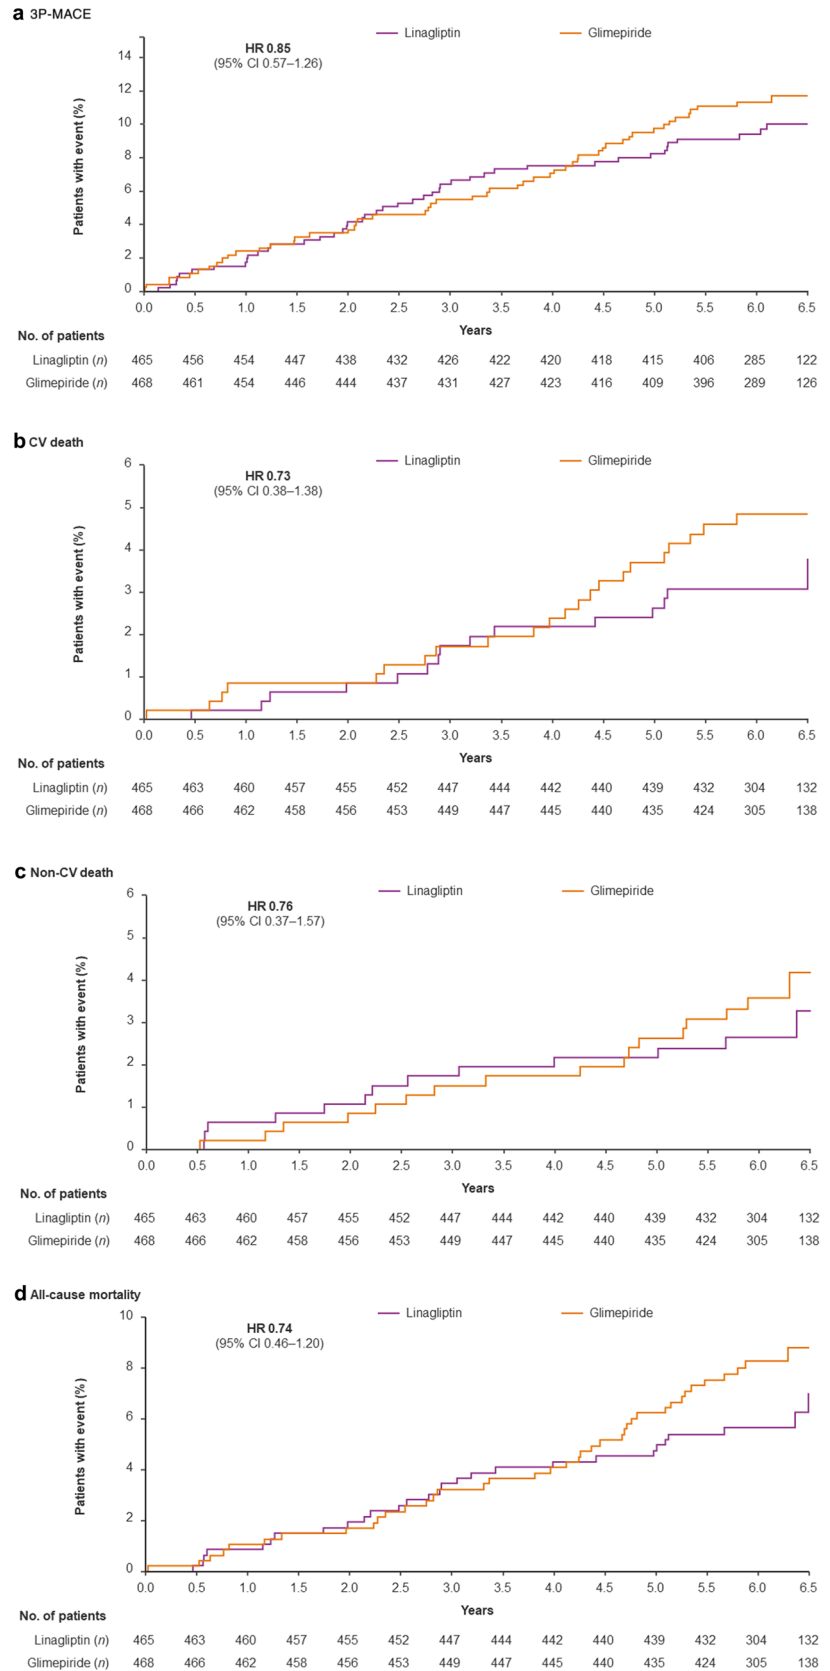 a 3P-MACE
Linagliptin Glimepiride
HR 0.85
(95% CI 0.57–1.26)
Patients with event (%)
14
12
10
8
6
4
2
0
0.0 0.5 1.0 1.5 2.0 2.5 3.0 3.5 4.0 4.5 5.0 5.5 6.0 6.5
Years
No. of patients
Linagliptin (n) 465 456 454 447 438 432 426 422 420 418 415 406 285 122
Glimepiride (n) 468 461 454 446 444 437 431 427 423 416 409 396 289 126
b CV death
Linagliptin Glimepiride
HR 0.73
(95% CI 0.38–1.38)
Patients with event (%)
6
5
4
3
2
1
0
0.0 0.5 1.0 1.5 2.0 2.5 3.0 3.5 4.0 4.5 5.0 5.5 6.0 6.5
Years
No. of patients
Linagliptin (n) 465 463 460 457 455 452 447 444 442 440 439 432 304 132
Glimepiride (n) 468 466 462 458 456 453 449 447 445 440 435 424 305 138
c Non-CV death
Linagliptin Glimepiride
HR 0.76
(95% CI 0.37–1.57)
Patients with event (%)
6
5
4
3
2
1
0
0.0 0.5 1.0 1.5 2.0 2.5 3.0 3.5 4.0 4.5 5.0 5.5 6.0 6.5
Years
No. of patients
Linagliptin (n) 465 463 460 457 455 452 447 444 442 440 439 432 304 132
Glimepiride (n) 468 466 462 458 456 453 449 447 445 440 435 424 305 138
d All-cause mortality
Linagliptin Glimepiride
HR 0.74
(95% CI 0.46–1.20)
Patients with event (%)
10
8
6
4
2
0
0.0 0.5 1.0 1.5 2.0 2.5 3.0 3.5 4.0 4.5 5.0 5.5 6.0 6.5
Years
No. of patients
Linagliptin (n) 465 463 460 457 455 452 447 444 442 440 439 432 304 132
Glimepiride (n) 468 466 462 458 456 453 449 447 445 440 435 424 305 138